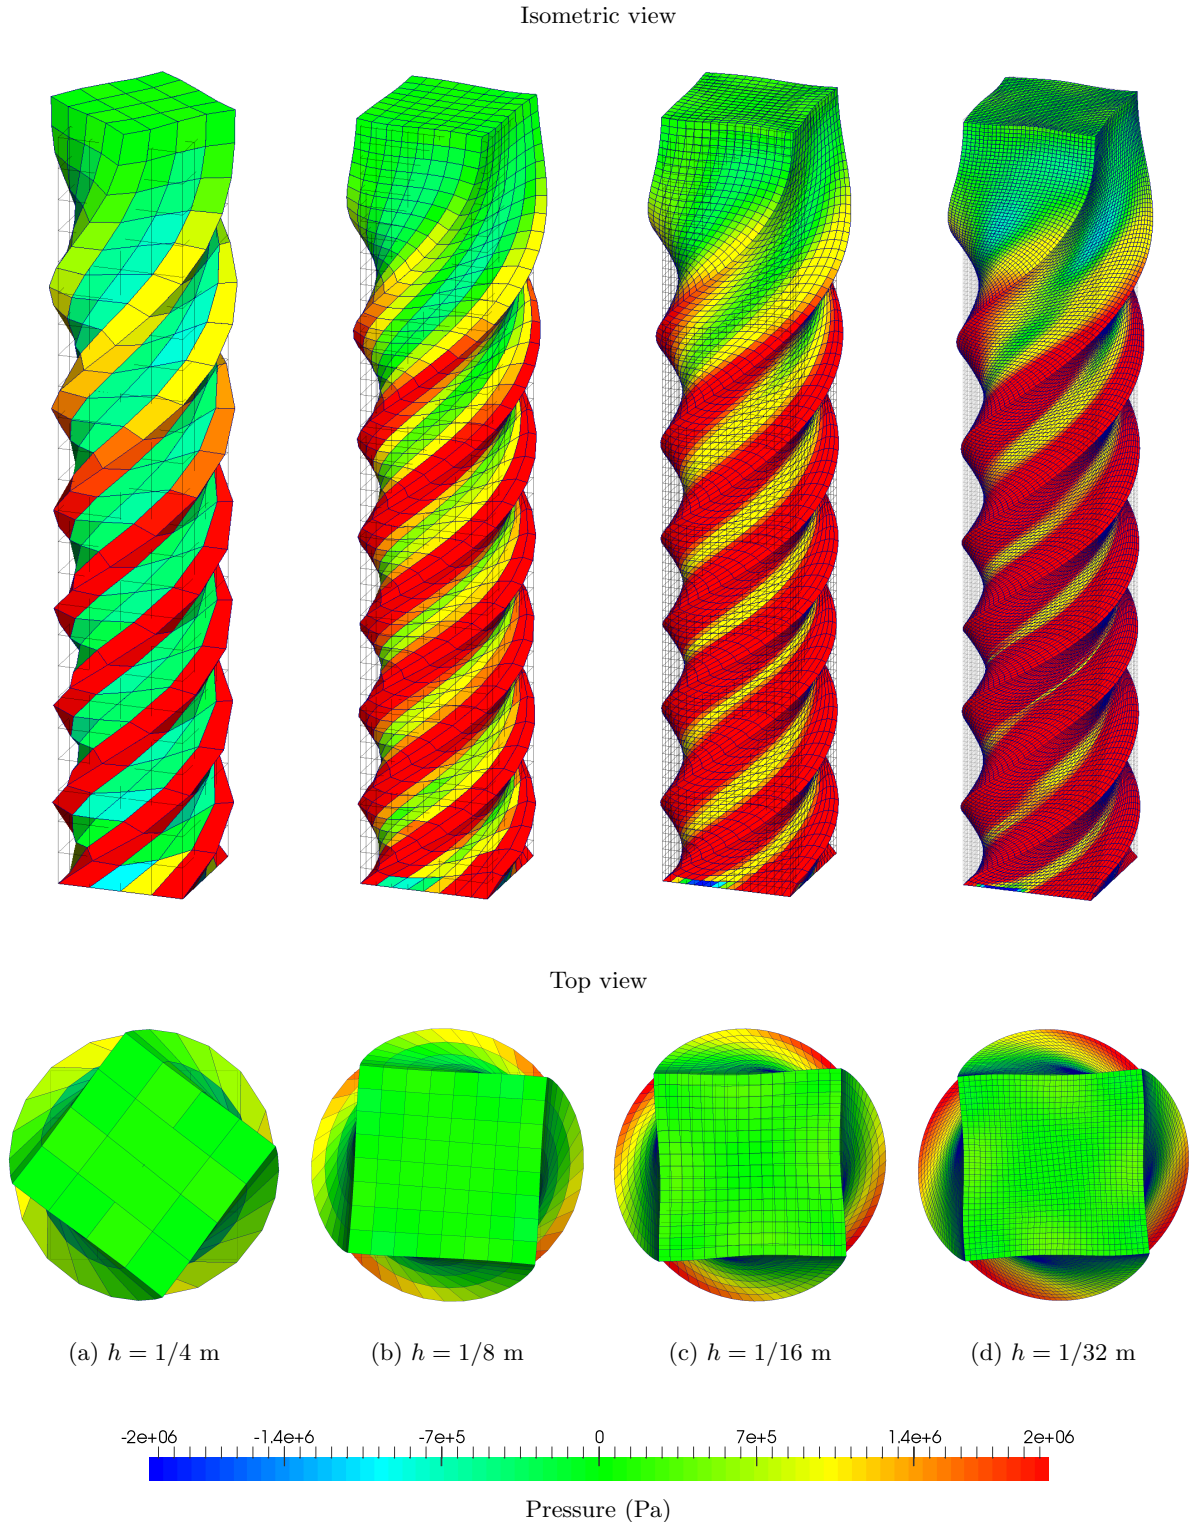 Isometric view
Top view
(a) h = 1/4 m
(b) h = 1/8 m
(c) h = 1/16 m
(d) h = 1/32 m
-2e+06 -1.4e+6 -7e+5 0 7e+5 1.4e+6 2e+06
Pressure (Pa)